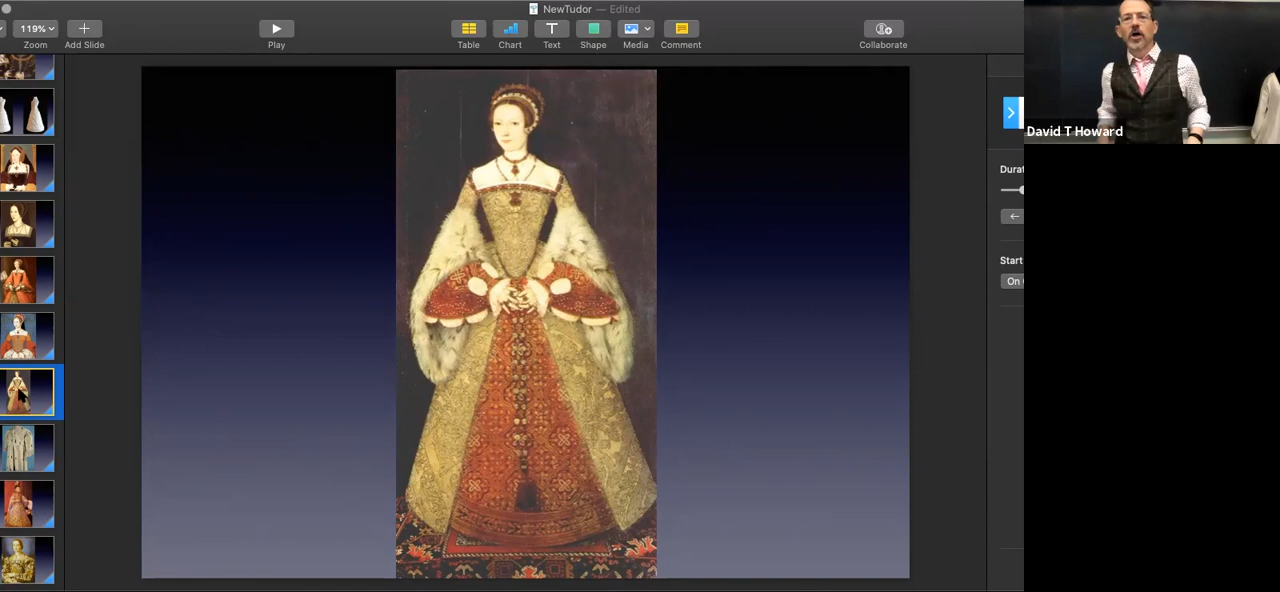 NewTudor — Edited
119%
Zoom
Add Slide
Play
Table
Chart
Text
Shape
Media
Comment
Collaborate
David T Howard
Durat
Start
On